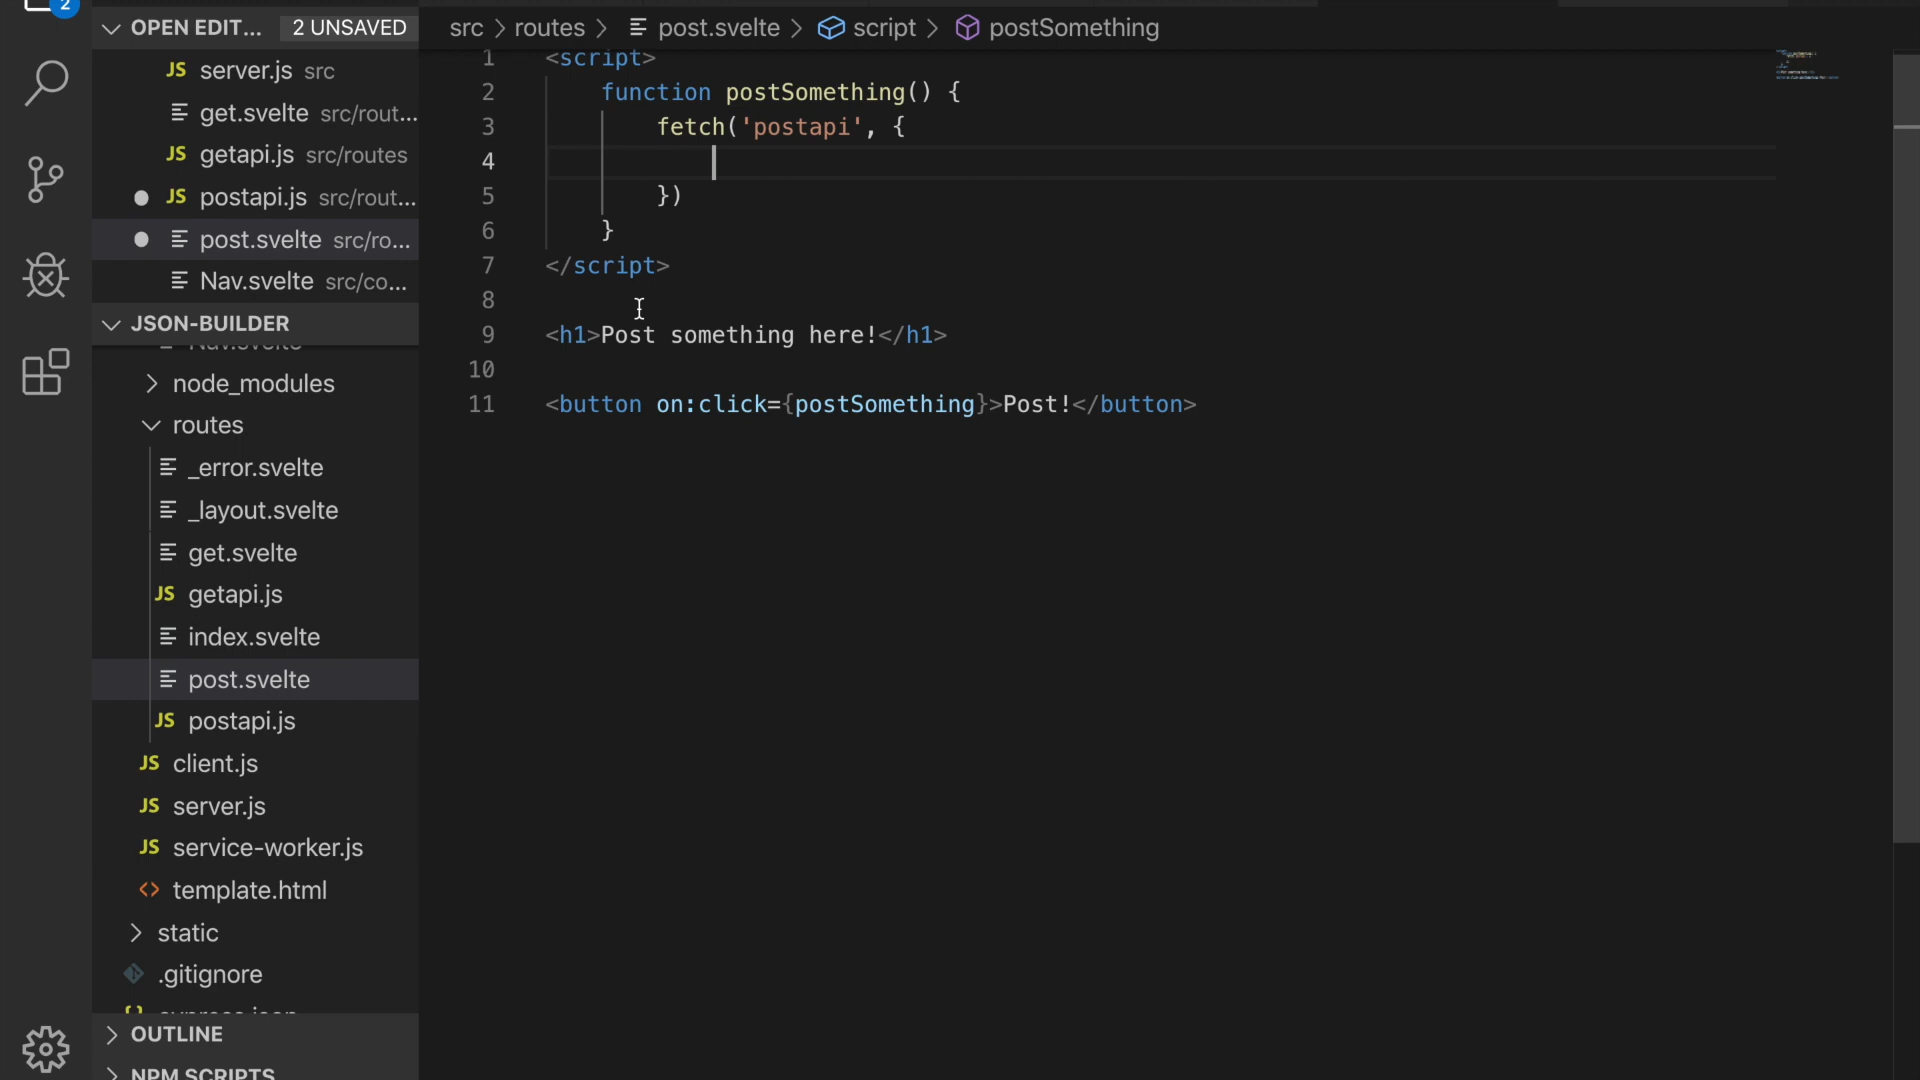 2
OPEN EDIT... 2 UNSAVED
JS server.js src
get.svelte src/rout...
JS getapi.js src/routes
JS postapi.js src/rout...
post.svelte src/ro...
Nav.svelte src/co...
JSON-BUILDER
Nav.svelte
node_modules
routes
_error.svelte
_layout.svelte
get.svelte
JS getapi.js
index.svelte
post.svelte
JS postapi.js
JS client.js
JS server.js
JS service-worker.js
<> template.html
static
.gitignore
{} cypress.json
OUTLINE
NPM SCRIPTS
src > routes > post.svelte > script > postSomething
1 <script>
2 function postSomething() {
3 fetch('postapi', {
4
5 })
6 }
7 </script>
8
9 <h1>Post something here!</h1>
10
11 <button on:click={postSomething}>Post!</button>